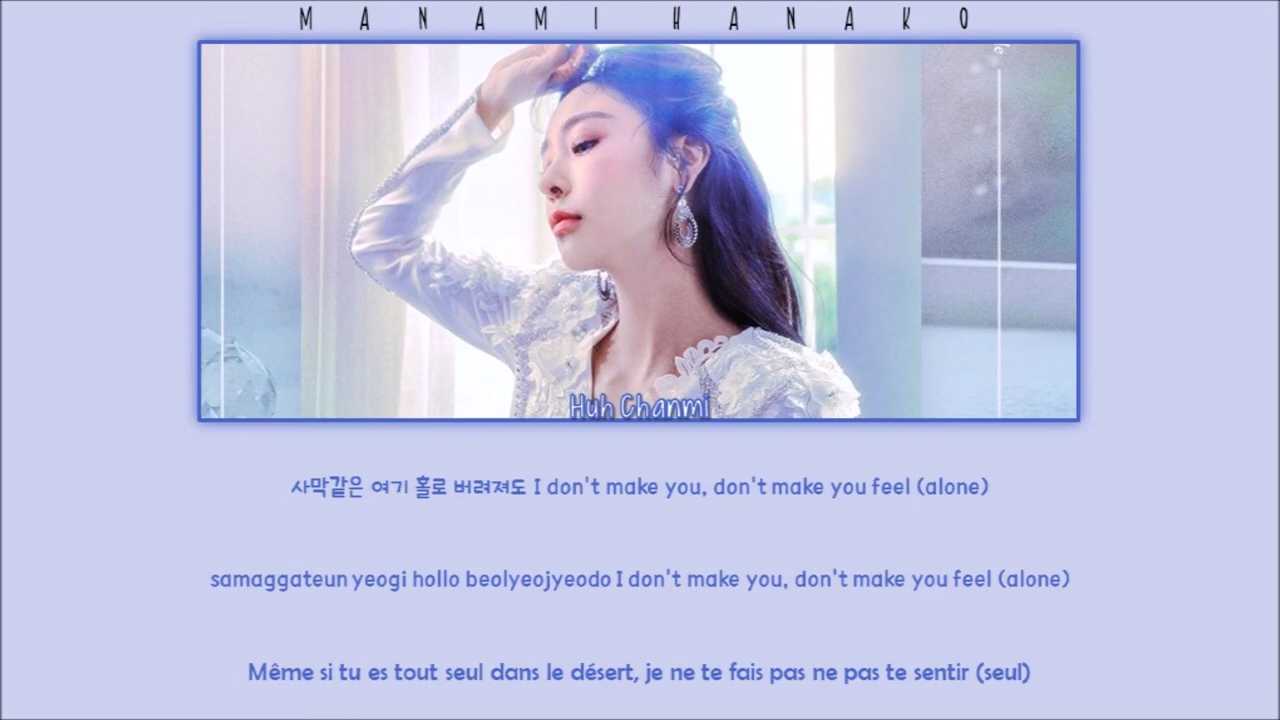 MANAMI HANAKO
Huh Chanmi
사막같은 여기 홀로 버려져도 I don't make you, don't make you feel (alone)
samaggateun yeogi hollo beolyeojyeodo I don't make you, don't make you feel (alone)
Même si tu es tout seul dans le désert, je ne te fais pas ne pas te sentir (seul)